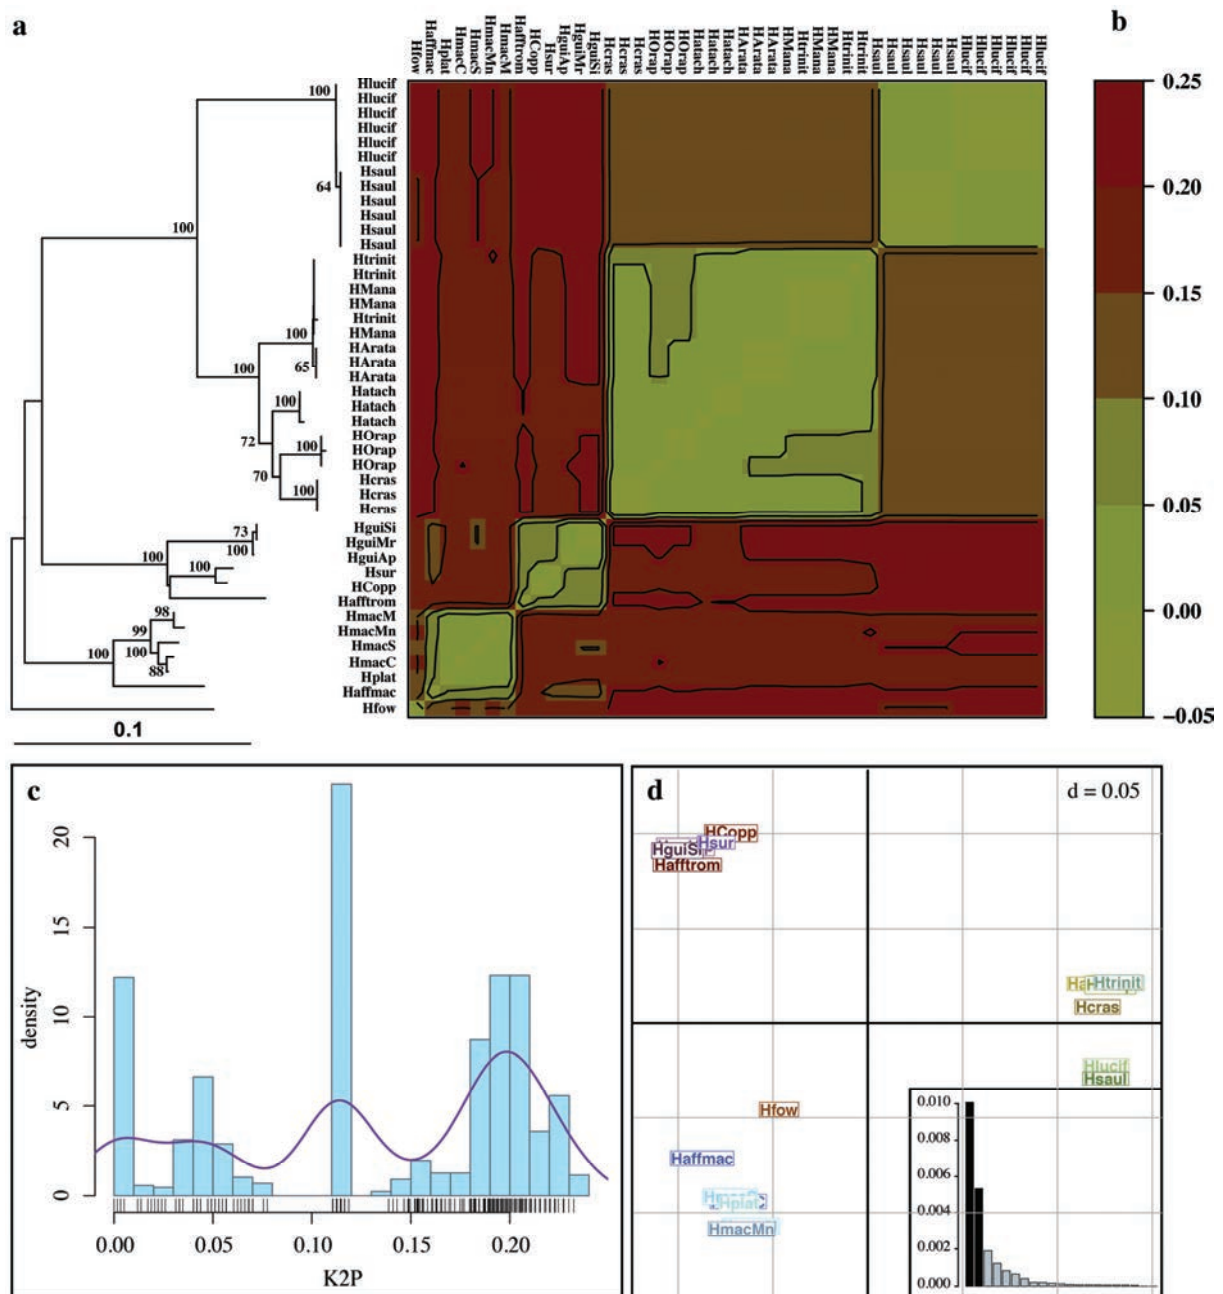 a
b
Hfow
Haffmac
Hplat
HmacC
HmacS
HmacMn
HmacM
Hafftrom
HCopp
Hsur
HguiAp
HguiMr
HguiSi
Hcras
Hcras
Hcras
HOrap
HOrap
HOrap
Hatach
Hatach
Hatach
HArata
HArata
HArata
HMana
Htrinit
HMana
HMana
Htrinit
Htrinit
Hsaul
Hsaul
Hsaul
Hsaul
Hsaul
Hlucif
Hlucif
Hlucif
Hlucif
Hlucif
Hlucif
Hlucif
Hlucif
Hlucif
Hlucif
Hlucif
Hlucif
Hsaul
Hsaul
Hsaul
Hsaul
Hsaul
Hsaul
Htrinit
Htrinit
HMana
HMana
Htrinit
HMana
HArata
HArata
HArata
Hatach
Hatach
Hatach
HOrap
HOrap
HOrap
Hcras
Hcras
Hcras
HguiSi
HguiMr
HguiAp
Hsur
HCopp
Hafftrom
HmacM
HmacMn
HmacS
HmacC
Hplat
Haffmac
Hfow
100
64
100
100
65
100
100
72
100
70
100
73
100
100
100
98
99
100
100
88
0.1
0.25
0.20
0.15
0.10
0.05
0.00
−0.05
c
density
20
15
10
5
0
0.00 0.05 0.10 0.15 0.20
K2P
d
d = 0.05
HCopp
Hsur
HguiSi
Hafftrom
Htrinit
Hcras
Hlucif
Hsaul
Hfow
Haffmac
Hplat
HmacMn
0.010
0.008
0.006
0.004
0.002
0.000